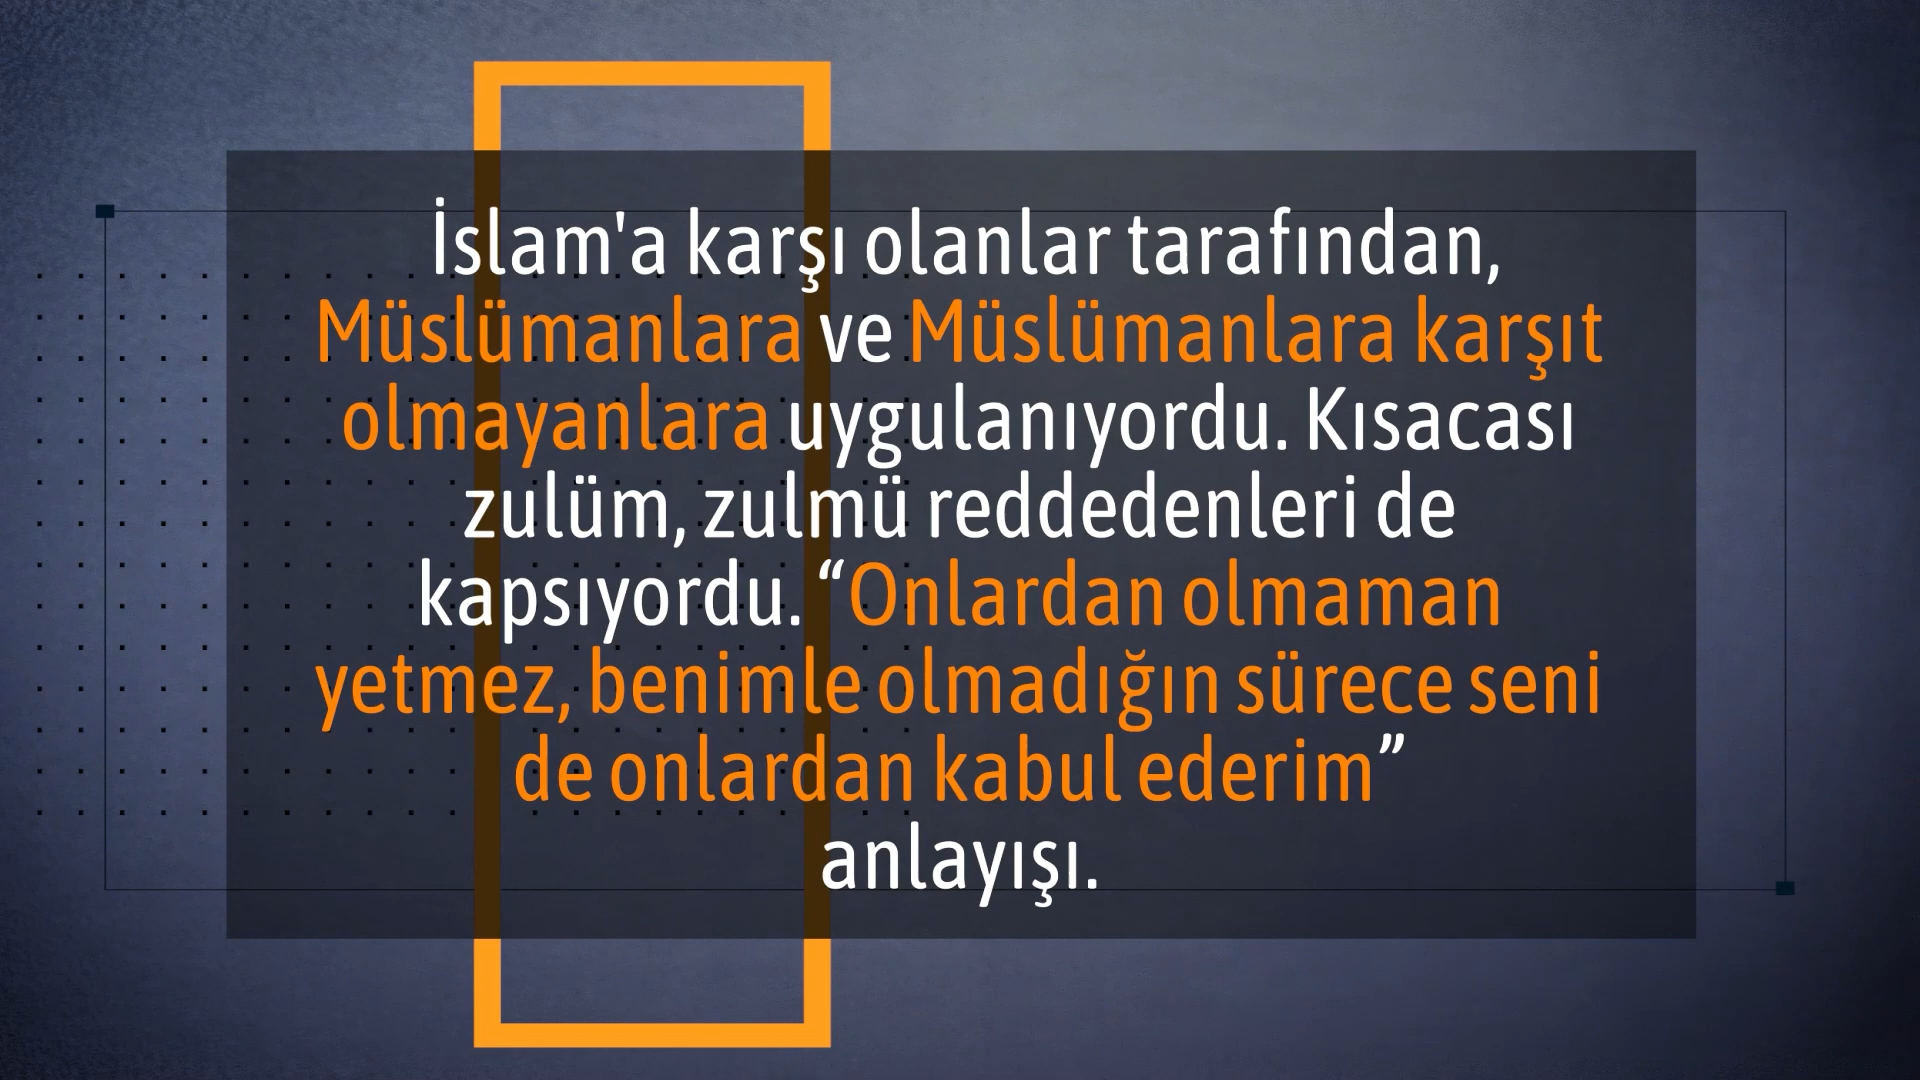 İslam'a karşı olanlar tarafından,
Müslümanlara ve Müslümanlara karşıt
olmayanlara uygulanıyordu. Kısacası
zulüm, zulmü reddedenleri de
kapsıyordu. “Onlardan olmaman
yetmez, benimle olmadığın sürece seni
de onlardan kabul ederim”
anlayışı.